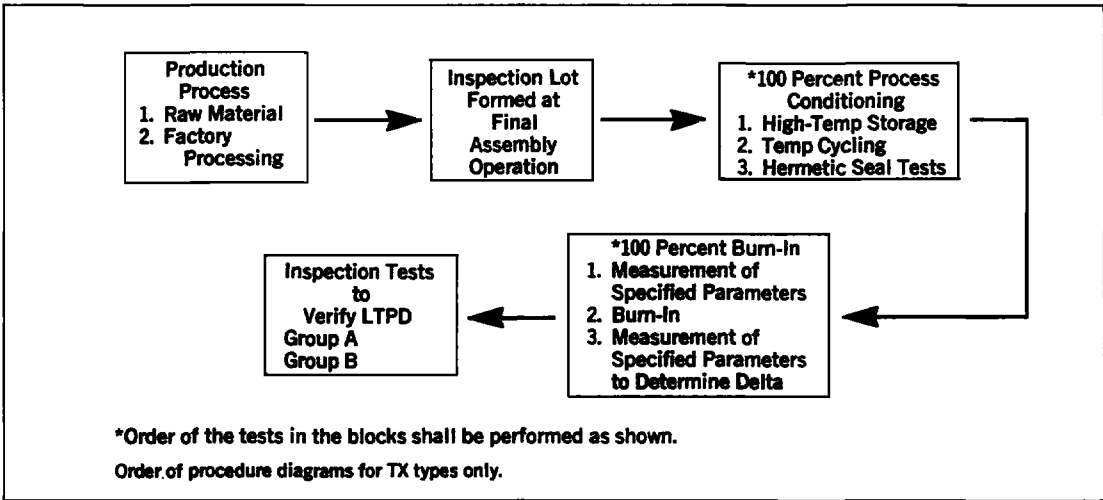 Production
Process
1. Raw Material
2. Factory
Processing
Inspection Lot
Formed at
Final
Assembly
Operation
*100 Percent Process
Conditioning
1. High-Temp Storage
2. Temp Cycling
3. Hermetic Seal Tests
*100 Percent Burn-In
1. Measurement of
Specified Parameters
2. Burn-In
3. Measurement of
Specified Parameters
to Determine Delta
Inspection Tests
to
Verify LTPD
Group A
Group B
*Order of the tests in the blocks shall be performed as shown.
Order of procedure diagrams for TX types only.